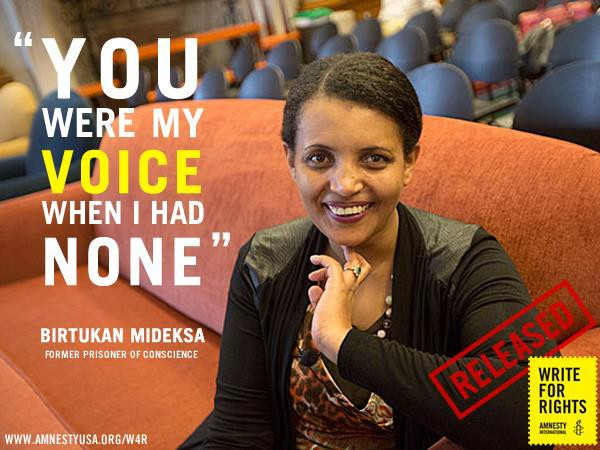 “YOU
WERE MY
VOICE
WHEN I HAD
NONE”
BIRTUKAN MIDEKSA
FORMER PRISONER OF CONSCIENCE
RELEASED
WRITE
FOR
RIGHTS
AMNESTY
INTERNATIONAL
WWW.AMNESTYUSA.ORG/W4R